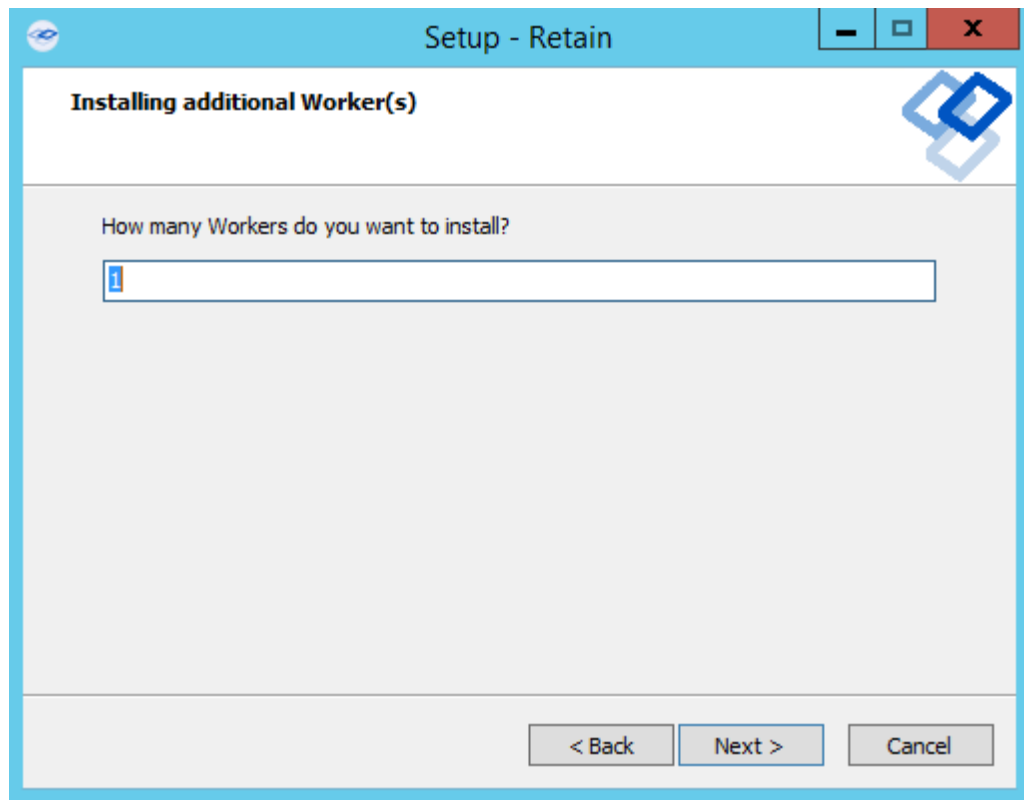 Setup - Retain
Installing additional Worker(s)
How many Workers do you want to install?
1
< Back
Next >
Cancel